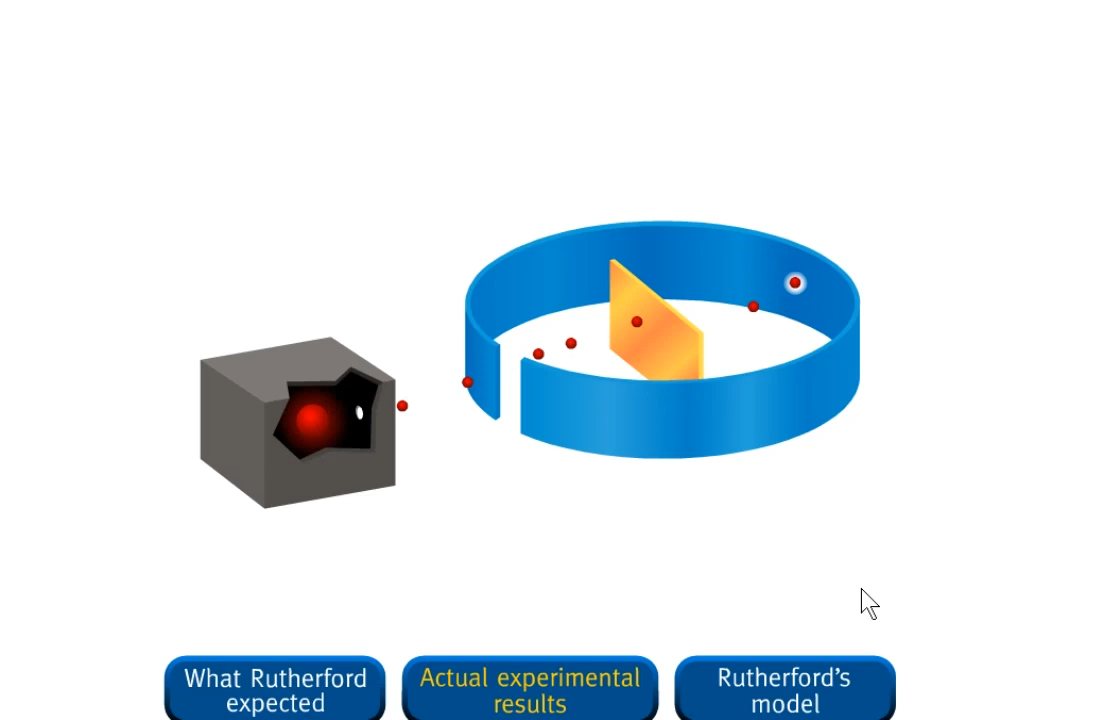 What Rutherford
expected
Actual experimental
results
Rutherford's
model